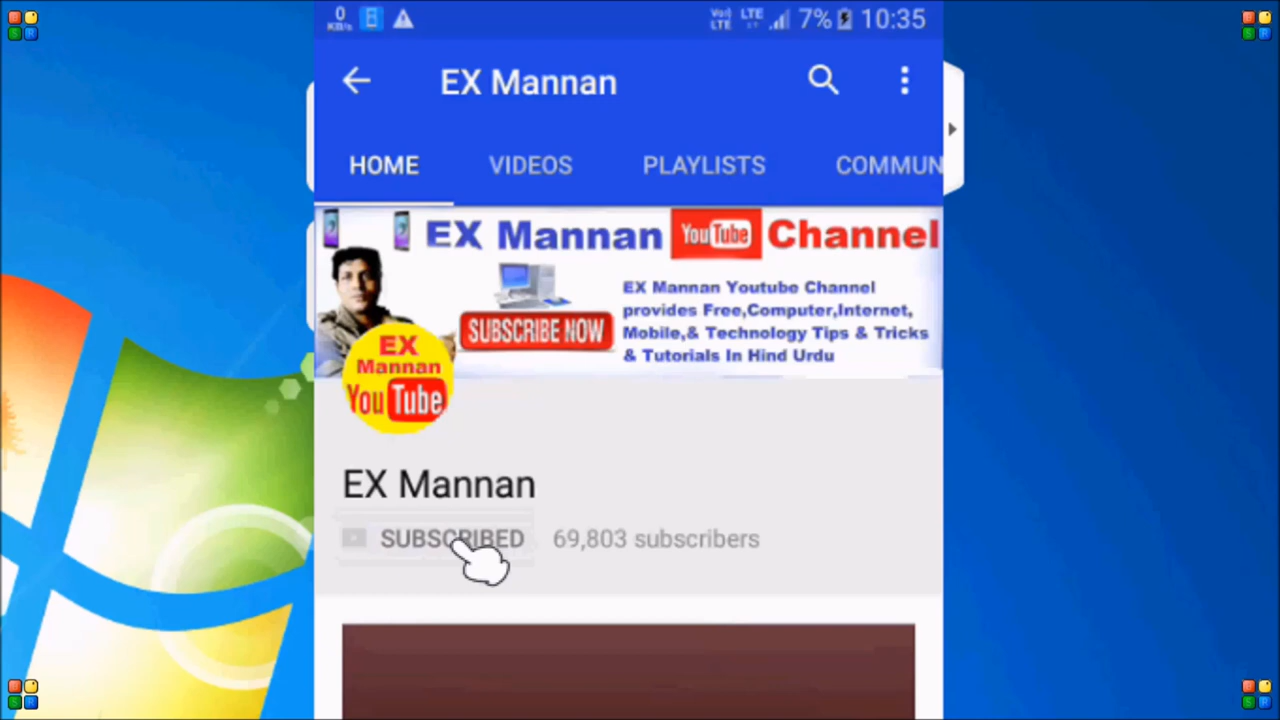 0
KB/s
Vo))
LTE
LTE
7%
10:35
EX Mannan
HOME
VIDEOS
PLAYLISTS
COMMUN
EX Mannan YouTube Channel
EX Mannan Youtube Channel
provides Free,Computer,Internet,
Mobile,& Technology Tips & Tricks
& Tutorials In Hind Urdu
SUBSCRIBE NOW
EX
Mannan
YouTube
EX Mannan
SUBSCRIBED
69,803 subscribers
S R
S R
S R
S R